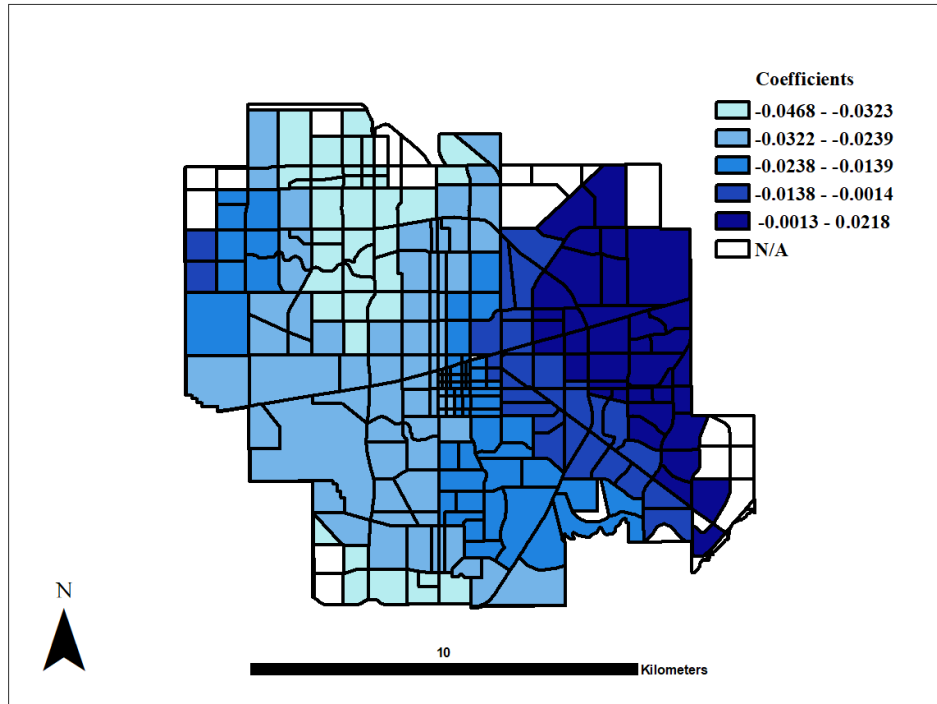 Coefficients
-0.0468 - -0.0323
-0.0322 - -0.0239
-0.0238 - -0.0139
-0.0138 - -0.0014
-0.0013 - 0.0218
N/A
N
10
Kilometers